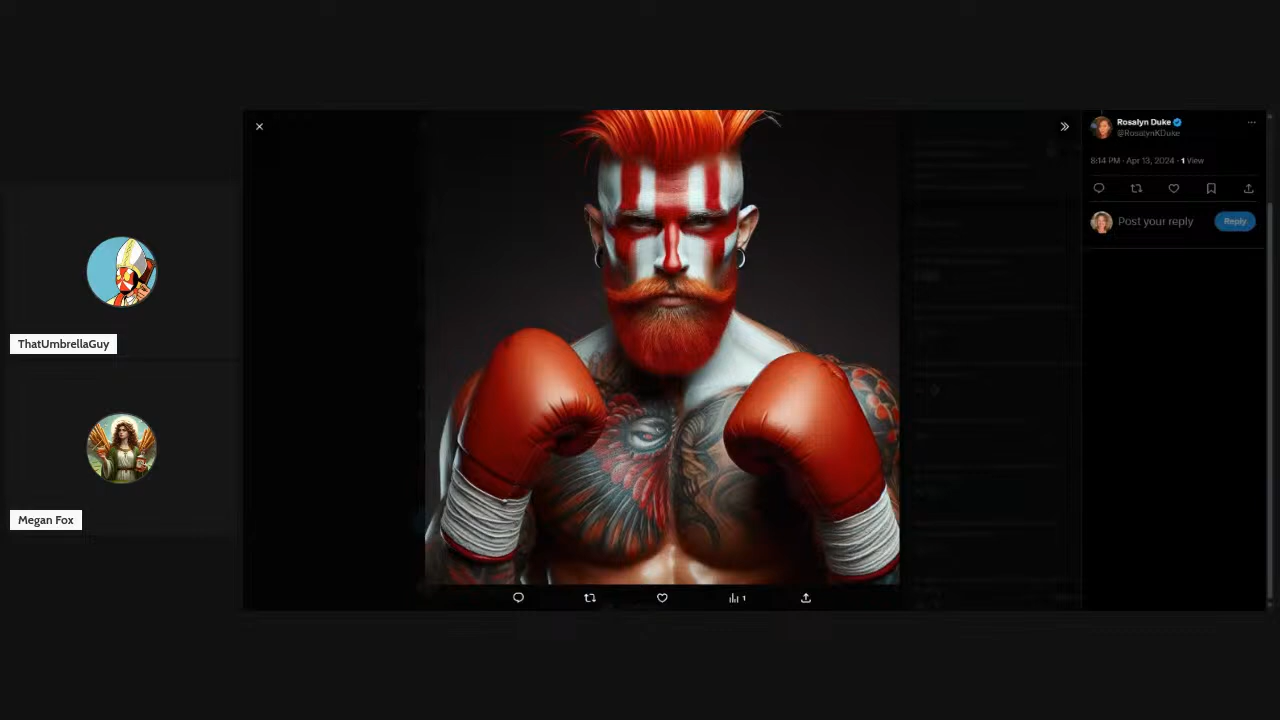 ThatUmbrellaGuy
Megan Fox
1
Rosalyn Duke
@RosalynKDuke
8:14 PM · Apr 13, 2024 · 1 View
Post your reply
Reply